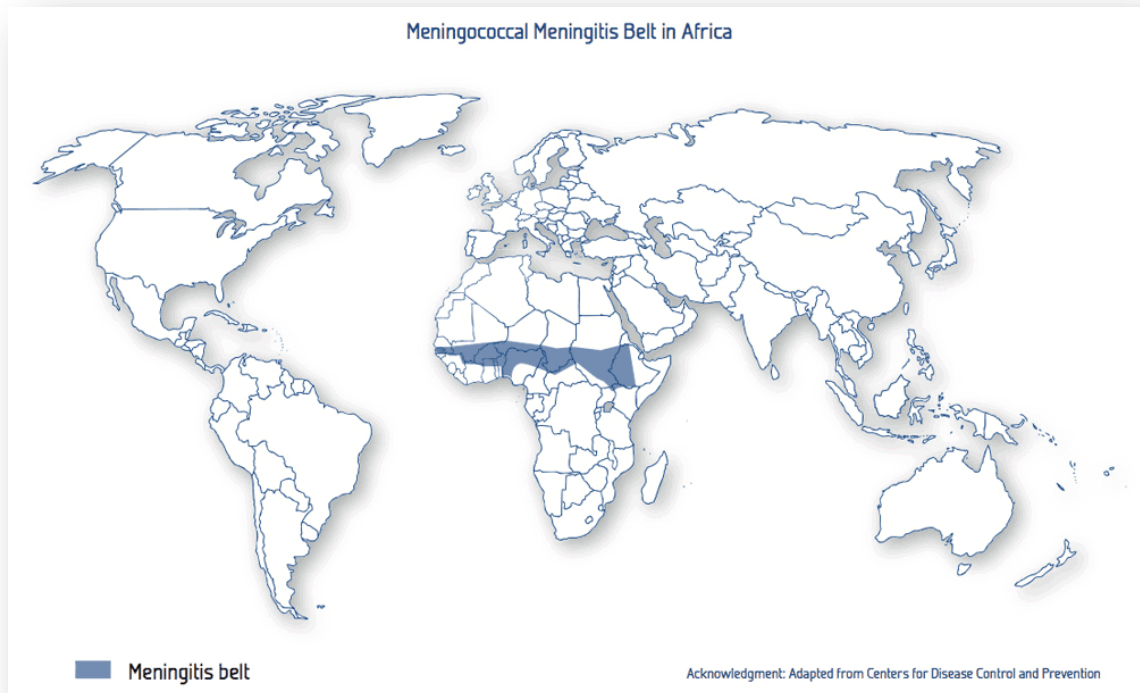 Meningococcal Meningitis Belt in Africa
Meningitis belt
Acknowledgment: Adapted from Centers for Disease Control and Prevention